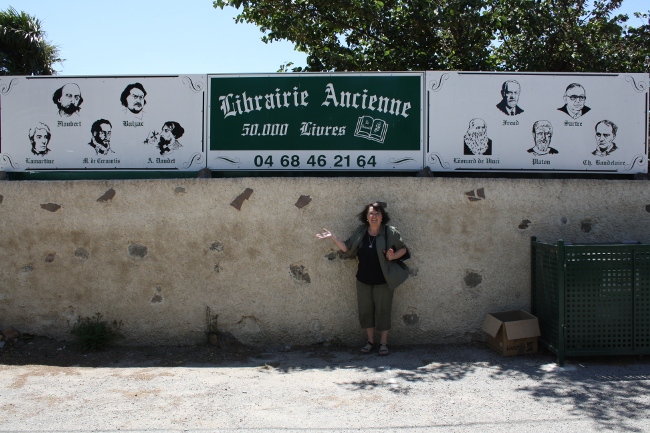 Flaubert
Balzac
Lamartine
M. de Cervantis
A. Daudet
Librairie Ancienne
50.000 Livres
04 68 46 21 64
Freud
Sartre
Léonard de Vinci
Platon
Ch. Baudelaire